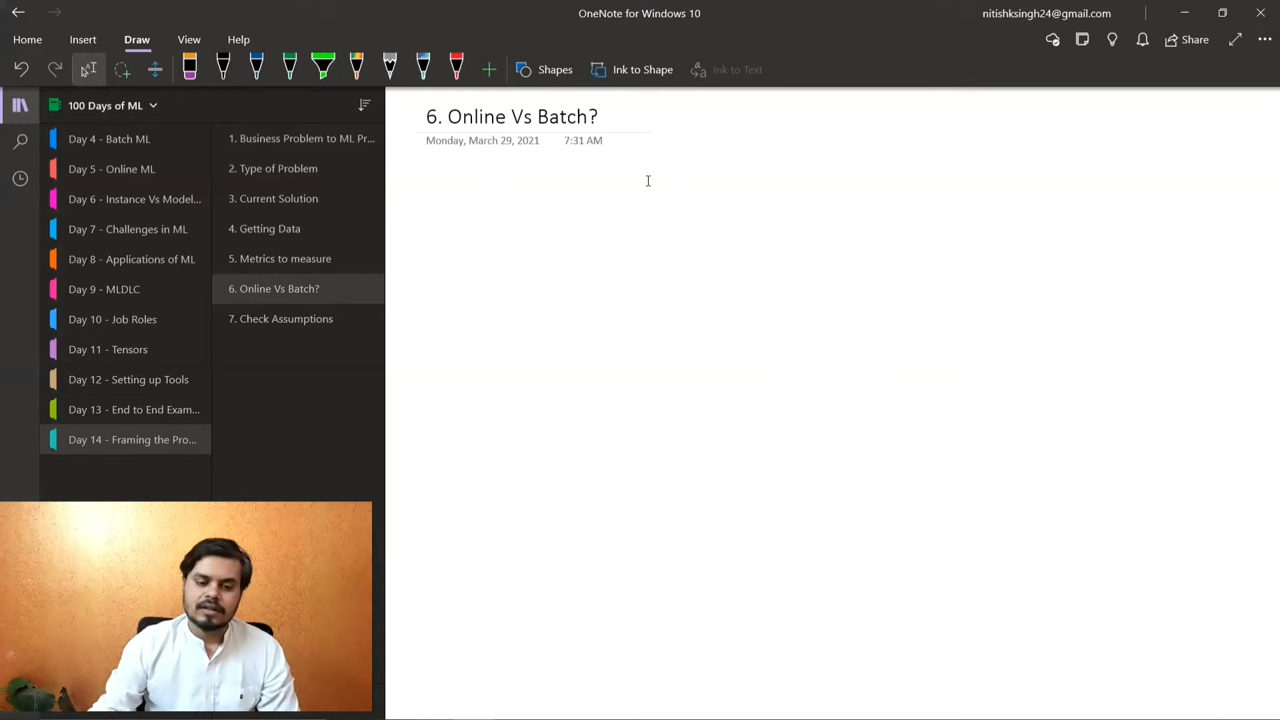 OneNote for Windows 10
nitishksingh24@gmail.com
Home
Insert
Draw
View
Help
Share
Shapes
Ink to Shape
Ink to Text
100 Days of ML
Day 4 - Batch ML
Day 5 - Online ML
Day 6 - Instance Vs Model...
Day 7 - Challenges in ML
Day 8 - Applications of ML
Day 9 - MLDLC
Day 10 - Job Roles
Day 11 - Tensors
Day 12 - Setting up Tools
Day 13 - End to End Exam...
Day 14 - Framing the Pro...
1. Business Problem to ML Pr...
2. Type of Problem
3. Current Solution
4. Getting Data
5. Metrics to measure
6. Online Vs Batch?
7. Check Assumptions
6. Online Vs Batch?
Monday, March 29, 2021 7:31 AM